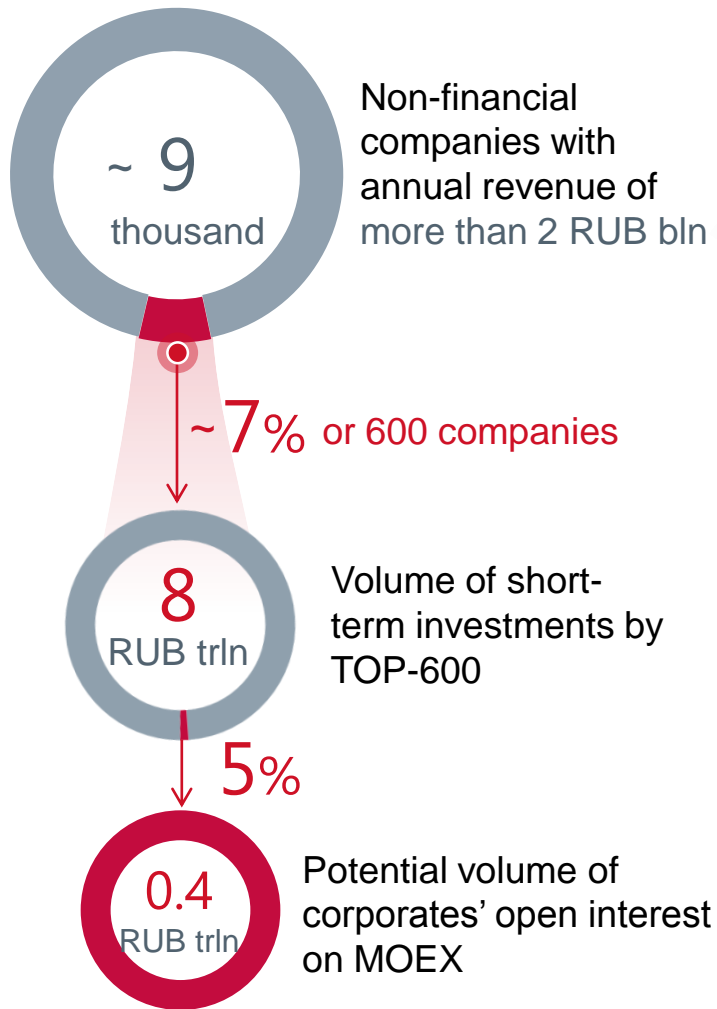 ~ 9
thousand
Non-financial
companies with
annual revenue of
more than 2 RUB bln
~7% or 600 companies
8
RUB trln
Volume of short-
term investments by
TOP-600
5%
0.4
RUB trln
Potential volume of
corporates’ open interest
on MOEX